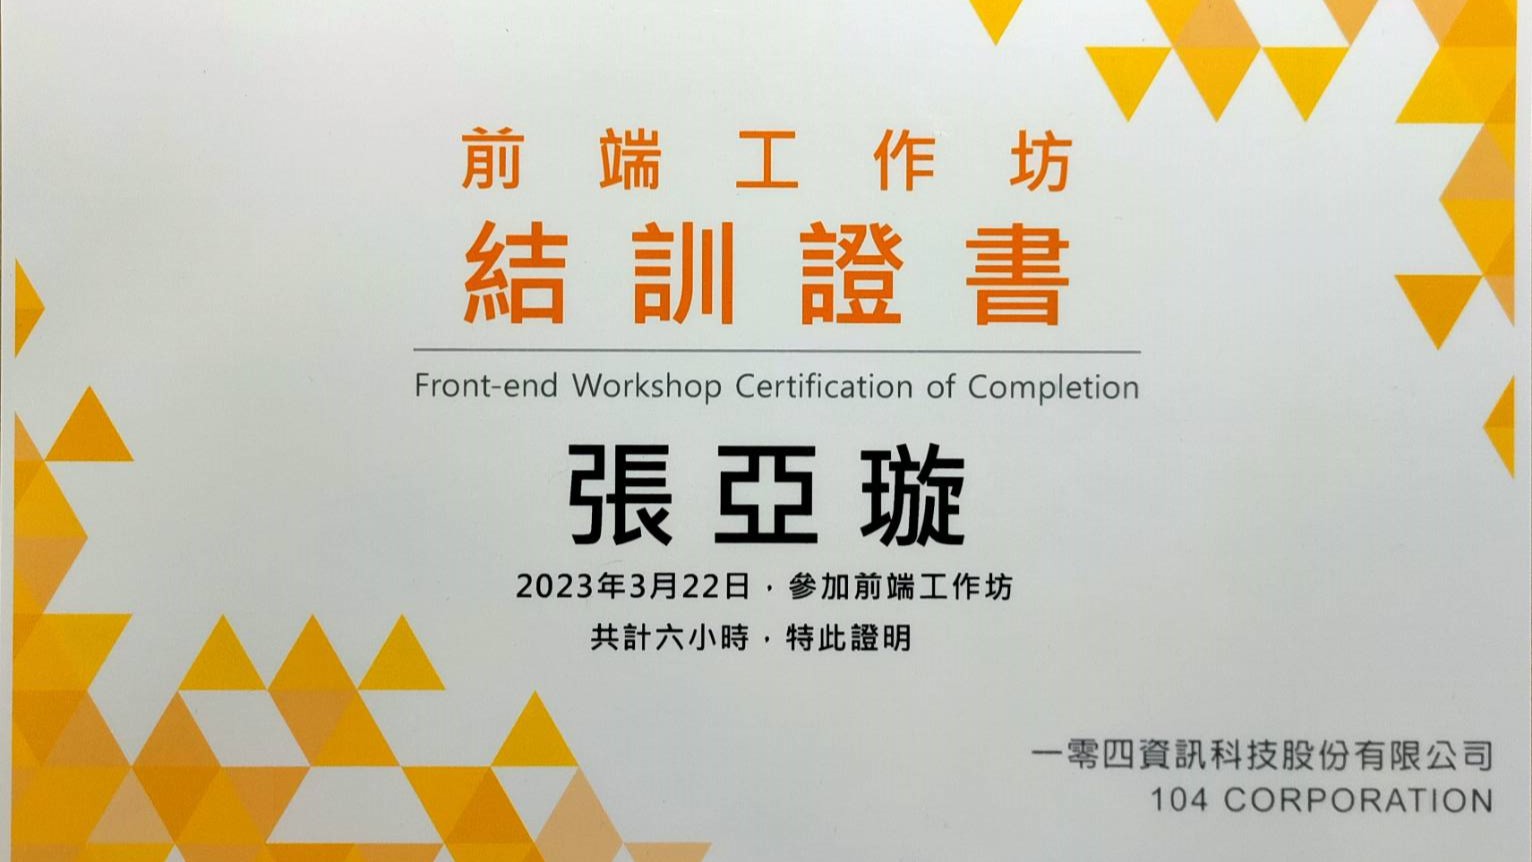 前端工作坊
結訓證書
Front-end Workshop Certification of Completion
張亞璇
2023年3月22日，參加前端工作坊
共計六小時，特此證明
一零四資訊科技股份有限公司
104 CORPORATION